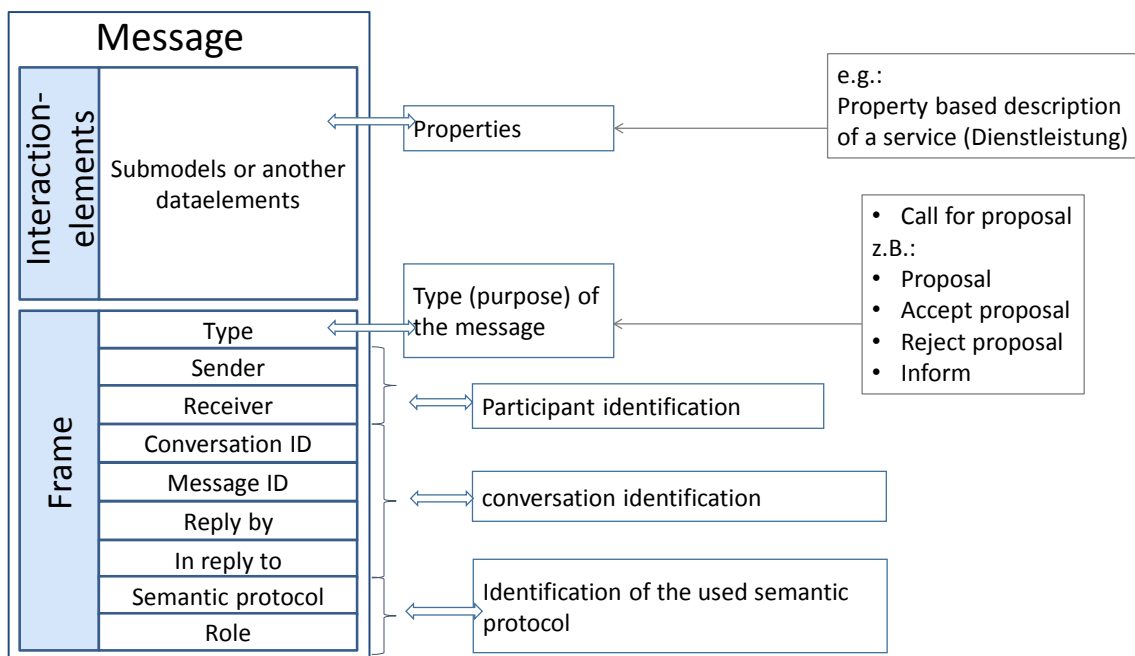 Message
Interaction-
elements
Submodels or another
dataelements
Properties
e.g.:
Property based description
of a service (Dienstleistung)
Frame
Type
Sender
Receiver
Conversation ID
Message ID
Reply by
In reply to
Semantic protocol
Role
Type (purpose) of
the message
• Call for proposal
z.B.:
• Proposal
• Accept proposal
• Reject proposal
• Inform
Participant identification
conversation identification
Identification of the used semantic
protocol